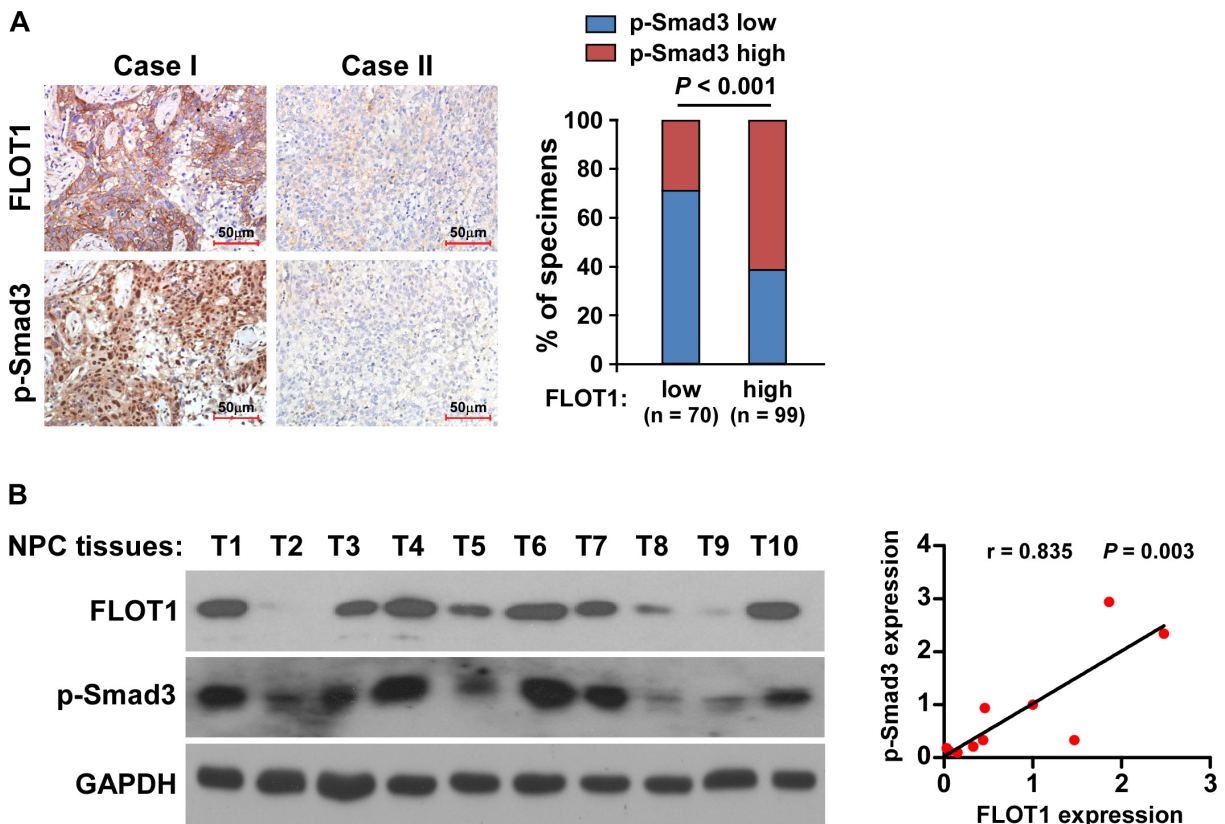 A
Case I
Case II
FLOT1
50μm
50μm
p-Smad3
50μm
50μm
p-Smad3 low
p-Smad3 high
P < 0.001
% of specimens
100
80
60
40
20
0
FLOT1:
low
high
(n = 70)
(n = 99)
B
NPC tissues: T1 T2 T3 T4 T5 T6 T7 T8 T9 T10
FLOT1
p-Smad3
GAPDH
r = 0.835 P = 0.003
p-Smad3 expression
4
3
2
1
0
0 1 2 3
FLOT1 expression